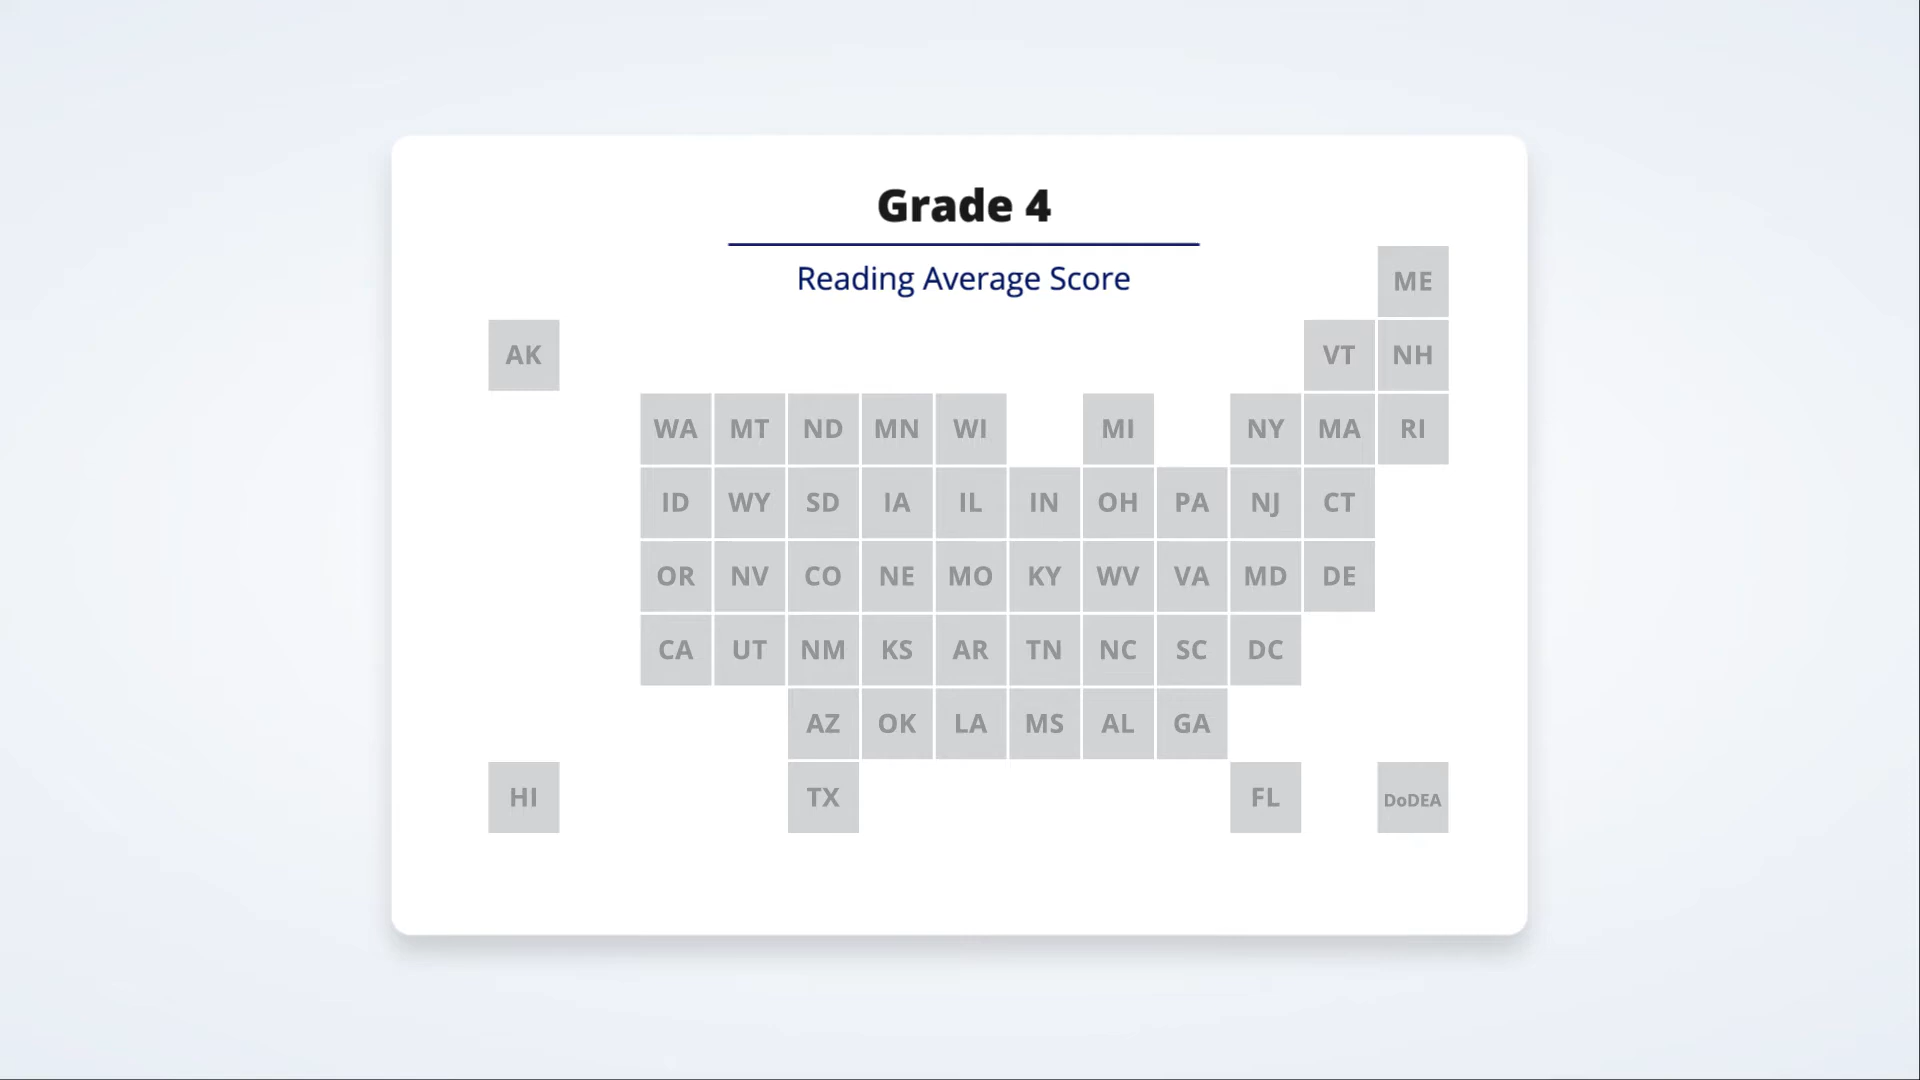 Grade 4
Reading Average Score
ME
AK VT NH
WA MT ND MN WI MI NY MA RI
ID WY SD IA IL IN OH PA NJ CT
OR NV CO NE MO KY WV VA MD DE
CA UT NM KS AR TN NC SC DC
AZ OK LA MS AL GA
HI TX FL DoDEA